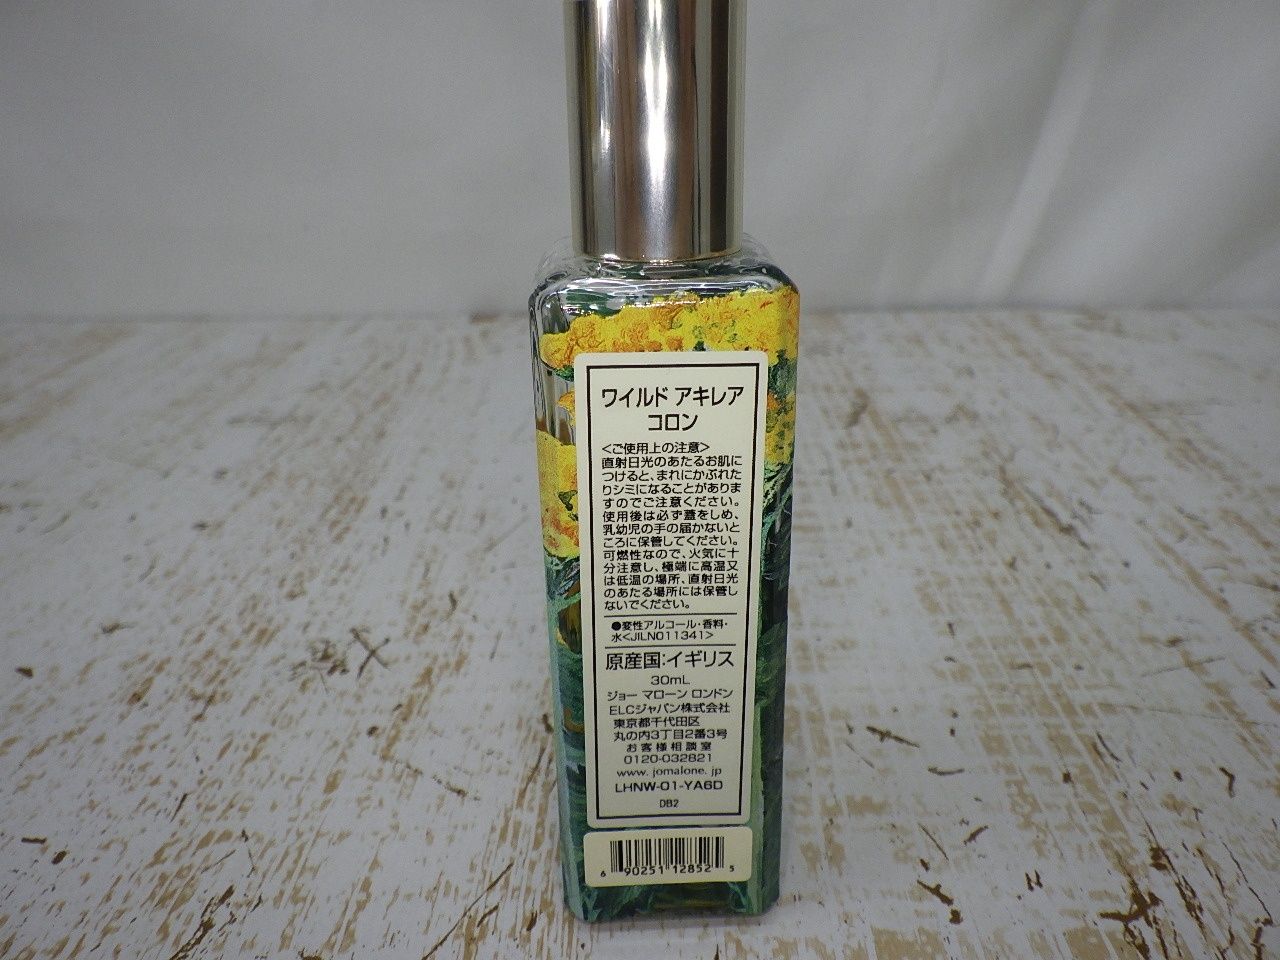 ワイルド アキレア
コロン
<ご使用上の注意>
直射日光のあたるお肌に
つけると、まれにかぶれた
りシミになることがありま
すのでご注意ください。
使用後は必ず蓋をしめ、
乳幼児の手の届かないと
ころに保管してください。
可燃性なので、火気に十
分注意し、極端に高温又
は低温の場所、直射日光
のあたる場所には保管し
ないでください。
●変性アルコール・香料・
水<JILN011341>
原産国:イギリス
30mL
ジョー マローン ロンドン
ELCジャパン株式会社
東京都千代田区
丸の内3丁目2番3号
お客様相談室
0120-032821
www.jomalone.jp
LHNW-01-YA6D
DB2
6 90251 12852 5